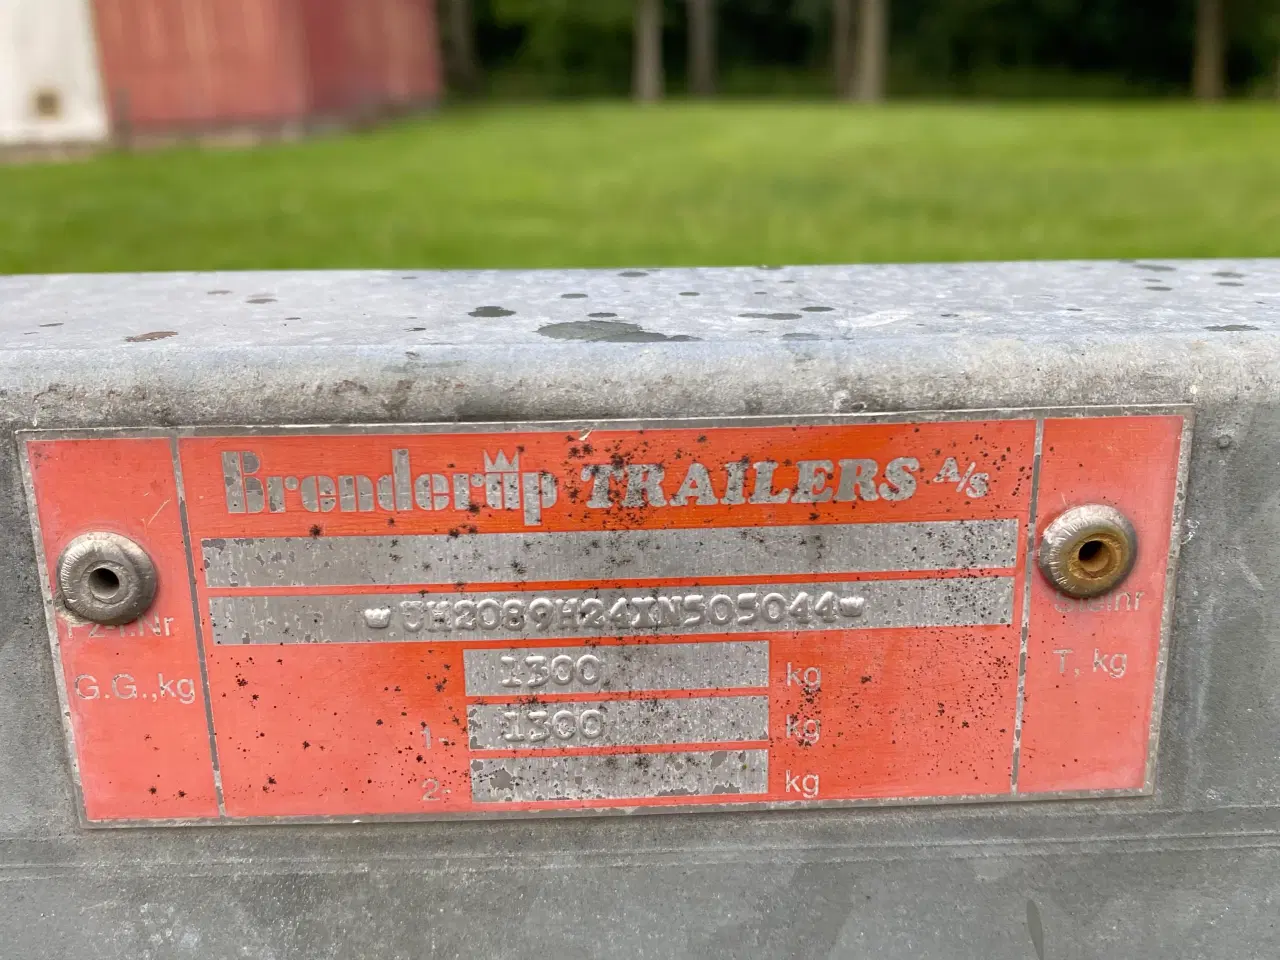 Brenderup TRAILERS A/S
UH2089H24XN505044
G.G.,kg 1300 kg T, kg
1- 1300 kg
2- kg